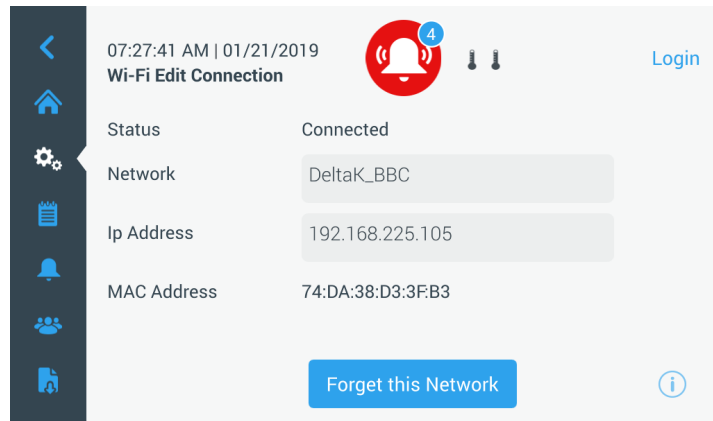 07:27:41 AM | 01/21/2019
Wi-Fi Edit Connection
4
Login
Status Connected
Network DeltaK_BBC
Ip Address 192.168.225.105
MAC Address 74:DA:38:D3:3F:B3
Forget this Network
i